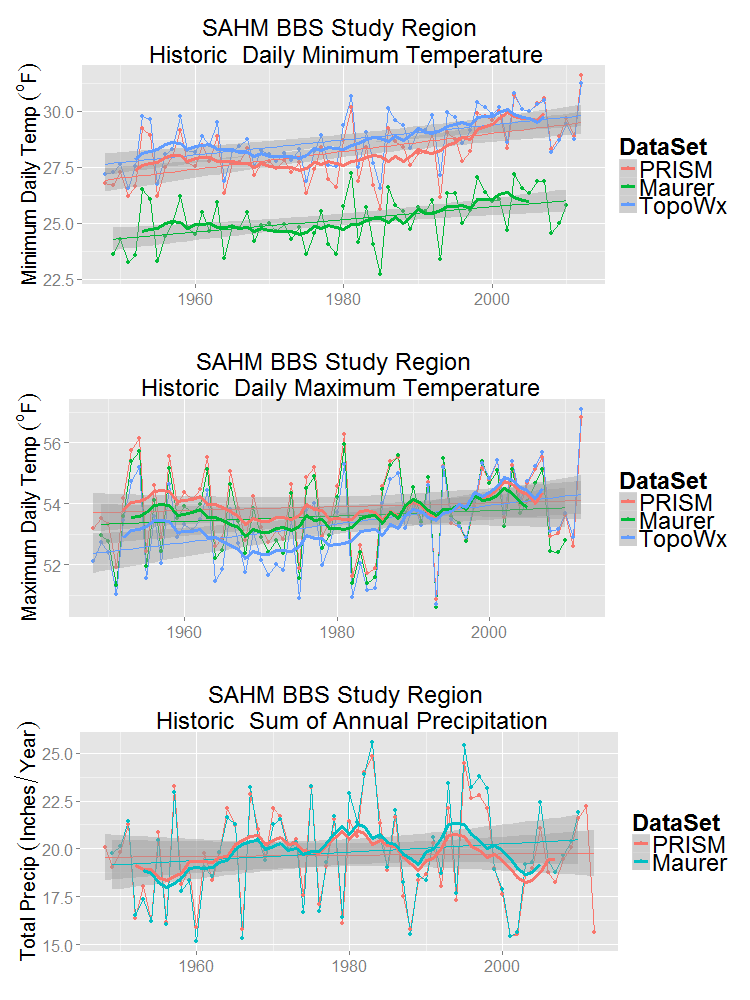 SAHM BBS Study Region
Historic  Daily Minimum Temperature
Minimum Daily Temp (°F)
30.0
27.5
25.0
22.5
1960
1980
2000
DataSet
PRISM
Maurer
TopoWx
SAHM BBS Study Region
Historic  Daily Maximum Temperature
Maximum Daily Temp (°F)
56
54
52
1960
1980
2000
DataSet
PRISM
Maurer
TopoWx
SAHM BBS Study Region
Historic  Sum of Annual Precipitation
Total Precip (Inches/Year)
25.0
22.5
20.0
17.5
15.0
1960
1980
2000
DataSet
PRISM
Maurer